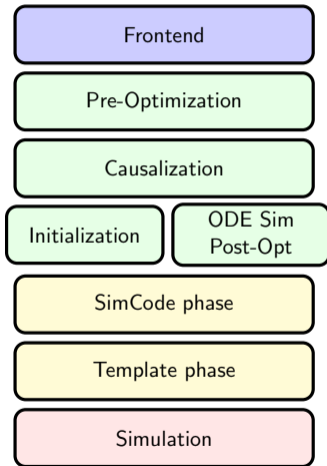 Frontend
Pre-Optimization
Causalization
Initialization
ODE Sim
Post-Opt
SimCode phase
Template phase
Simulation